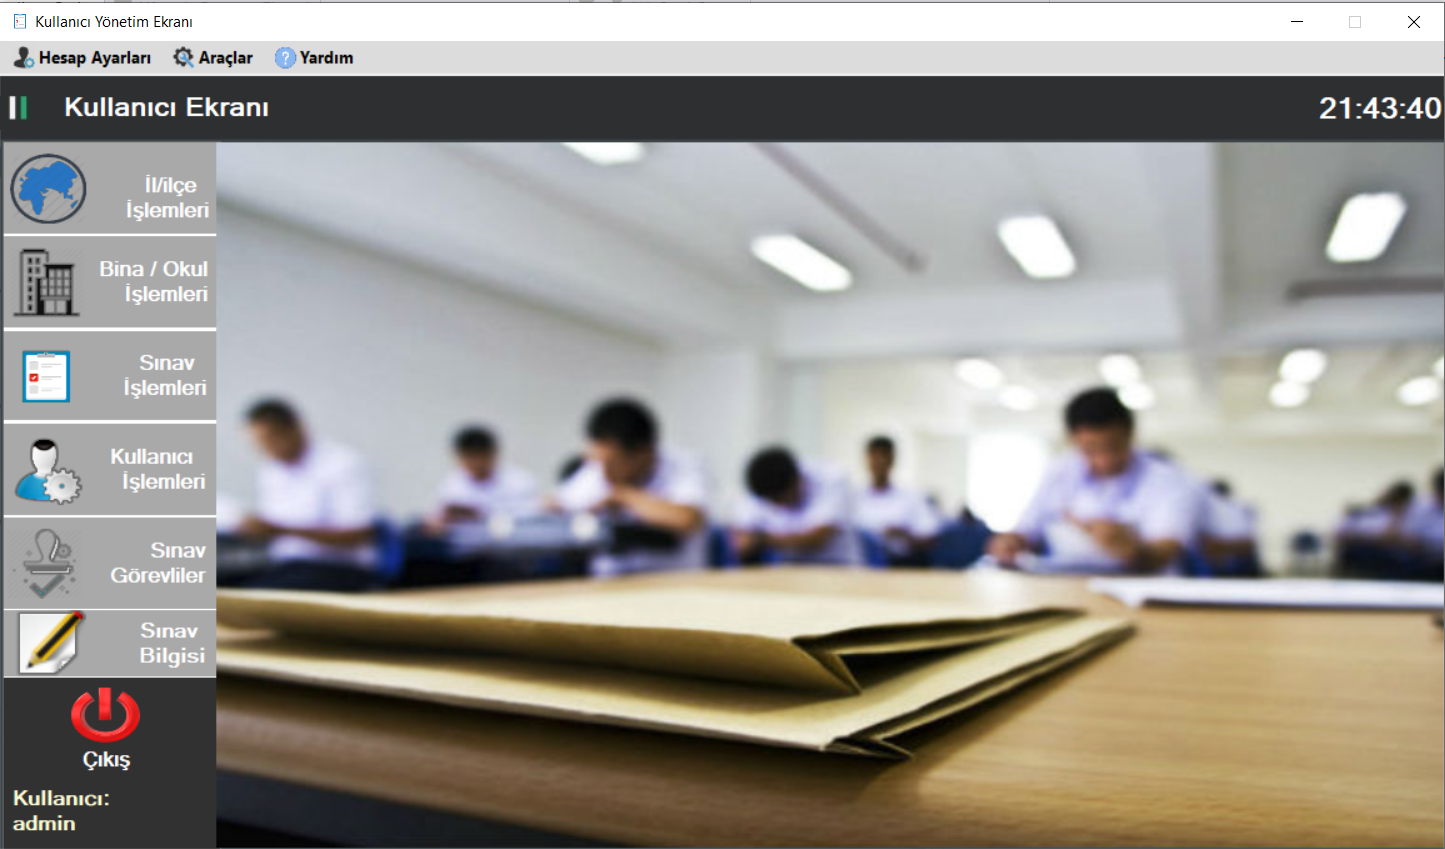 Kullanıcı Yönetim Ekranı
Hesap Ayarları Araçlar Yardım
Kullanıcı Ekranı
21:43:40
İl/ilçe
İşlemleri
Bina / Okul
İşlemleri
Sınav
İşlemleri
Kullanıcı
İşlemleri
Sınav
Görevliler
Sınav
Bilgisi
Çıkış
Kullanıcı:
admin